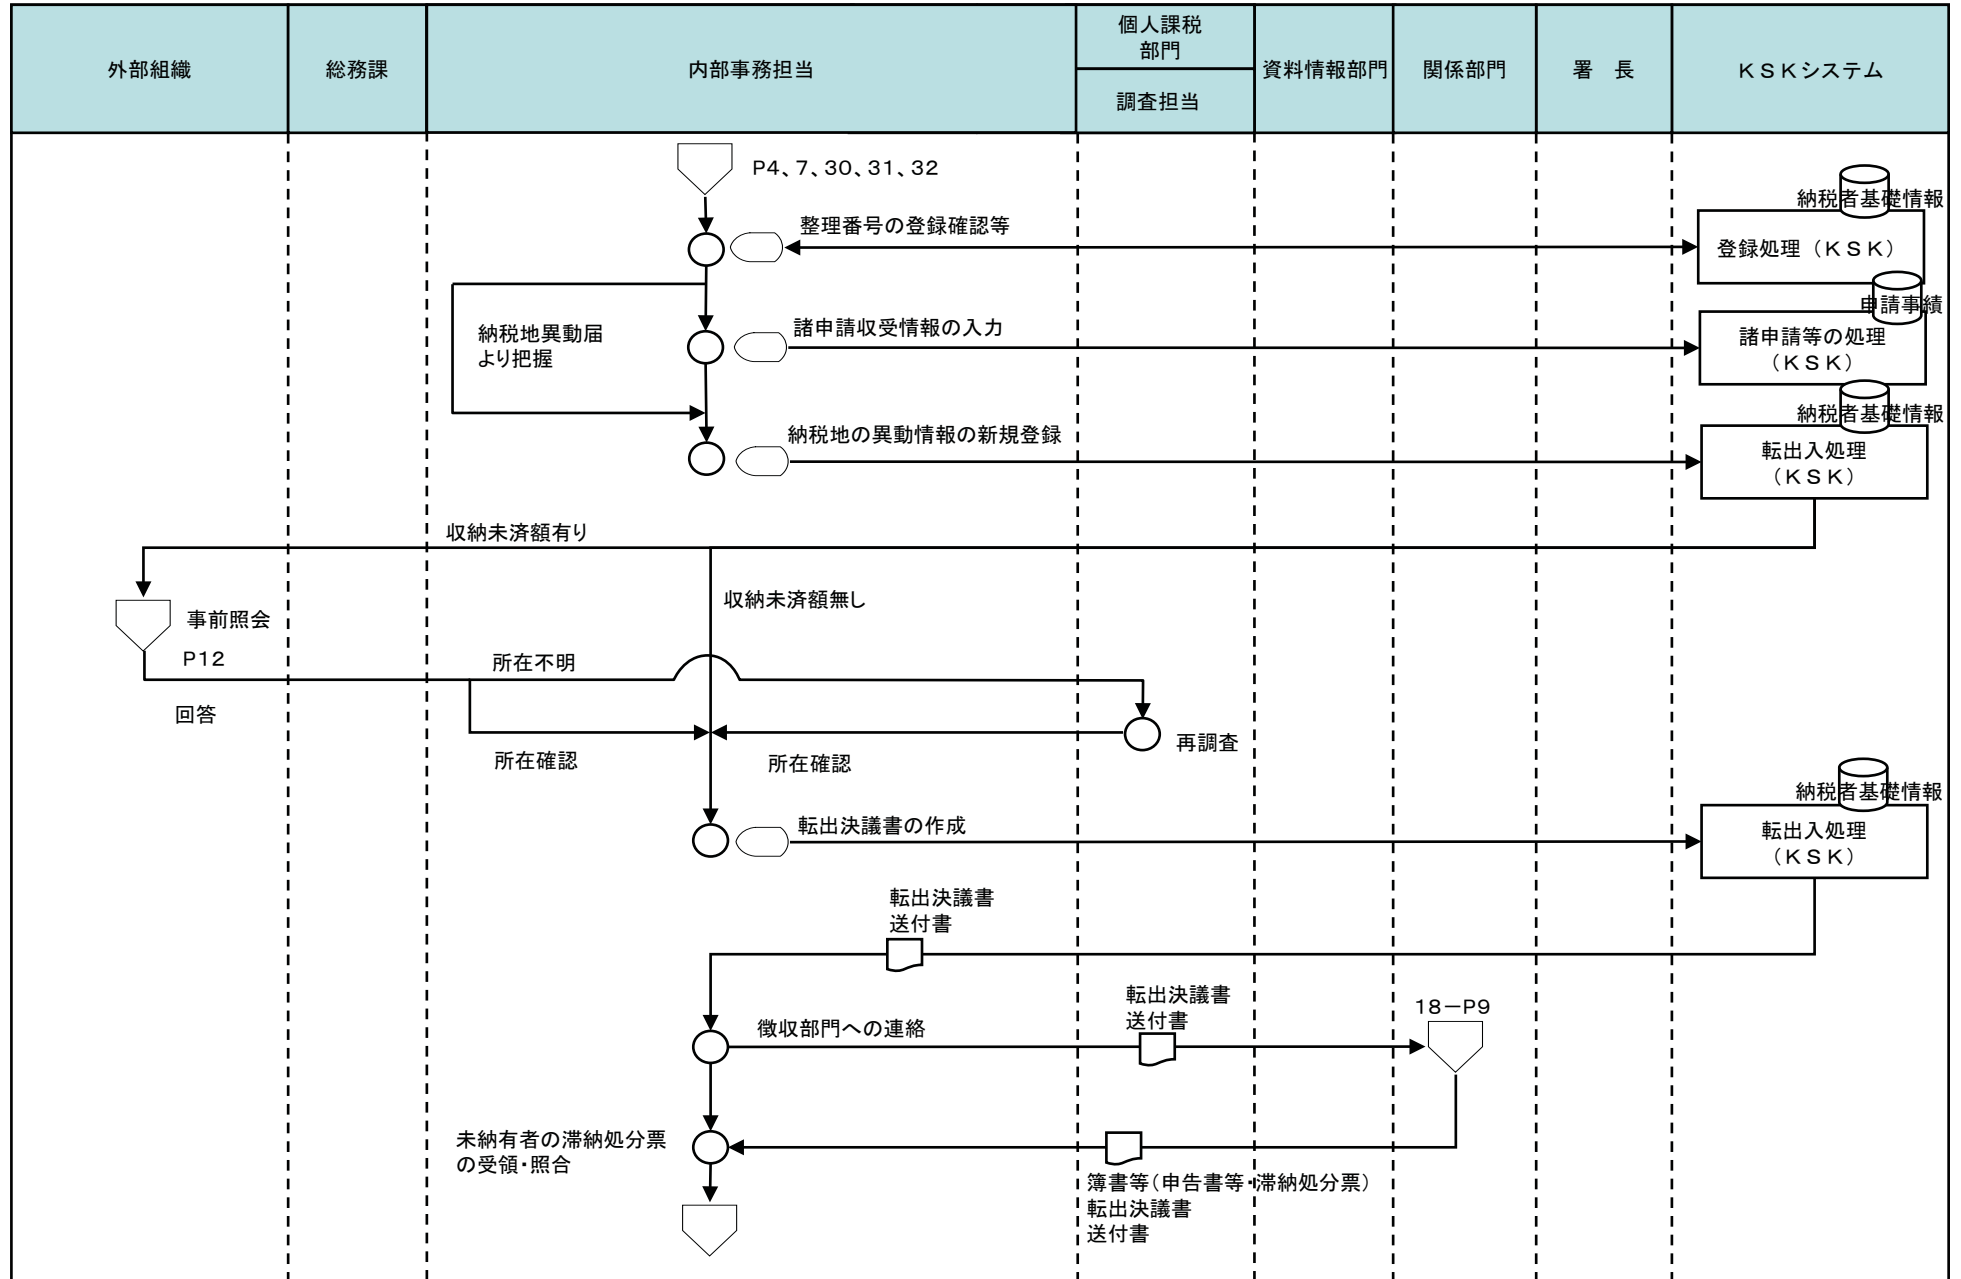 外部組織
総務課
内部事務担当
個人課税
部門
調査担当
資料情報部門
関係部門
署　長
ＫＳＫシステム
P4、7、30、31、32
納税者基礎情報
整理番号の登録確認等
登録処理（ＫＳＫ）
申請事績
納税地異動届
より把握
諸申請収受情報の入力
諸申請等の処理
（ＫＳＫ）
納税者基礎情報
納税地の異動情報の新規登録
転出入処理
（ＫＳＫ）
収納未済額有り
収納未済額無し
事前照会
P12
所在不明
回答
再調査
所在確認
所在確認
納税者基礎情報
転出決議書の作成
転出入処理
（ＫＳＫ）
転出決議書
送付書
転出決議書
送付書
18－P9
徴収部門への連絡
未納有者の滞納処分票
の受領・照合
簿書等（申告書等・滞納処分票）
転出決議書
送付書